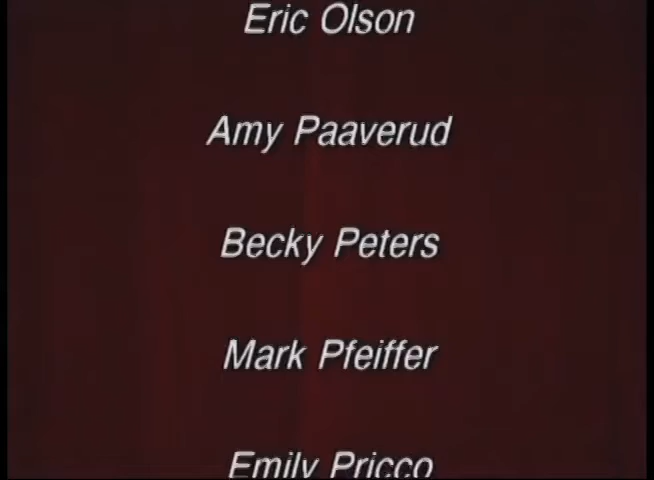 Eric Olson
Amy Paaverud
Becky Peters
Mark Pfeiffer
Emily Pricco